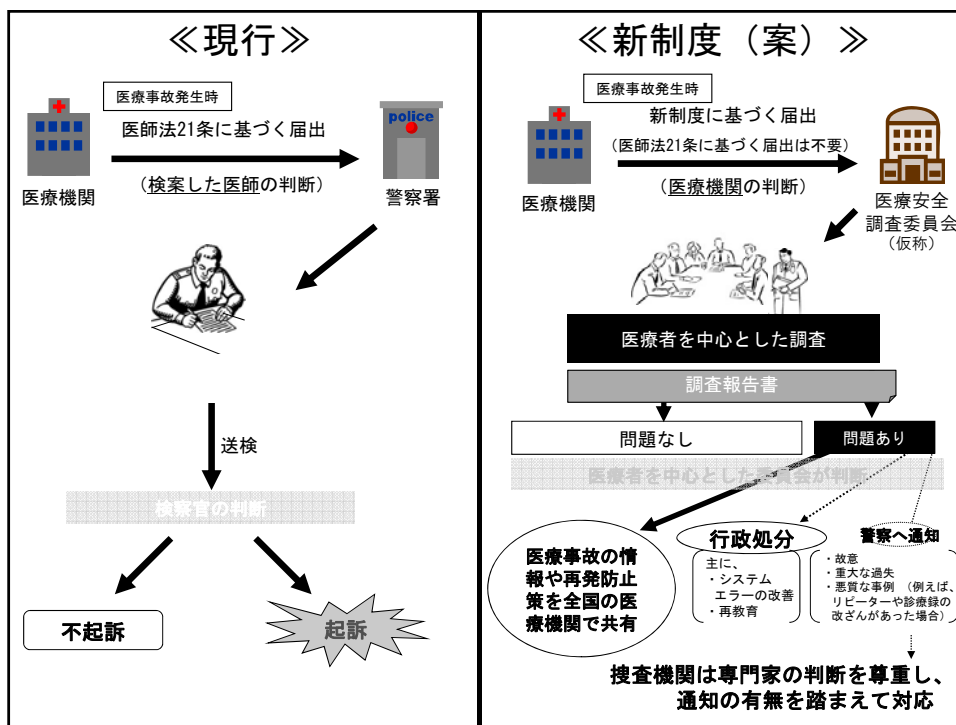 ≪現行≫
医療事故発生時
医師法21条に基づく届出
police
(検案した医師の判断)
医療機関
警察署
送検
検察官の判断
不起訴
起訴
≪新制度（案）≫
医療事故発生時
新制度に基づく届出
(医師法21条に基づく届出は不要)
(医療機関の判断)
医療機関
医療安全
調査委員会
(仮称)
医療者を中心とした調査
調査報告書
問題なし
問題あり
医療者を中心とした委員会が判断
医療事故の情
報や再発防止
策を全国の医
療機関で共有
行政処分
主に、
・システム
エラーの改善
・再教育
警察へ通知
・故意
・重大な過失
・悪質な事例　(例えば、
リピーターや診療録の
改ざんがあった場合)
捜査機関は専門家の判断を尊重し、
通知の有無を踏まえて対応